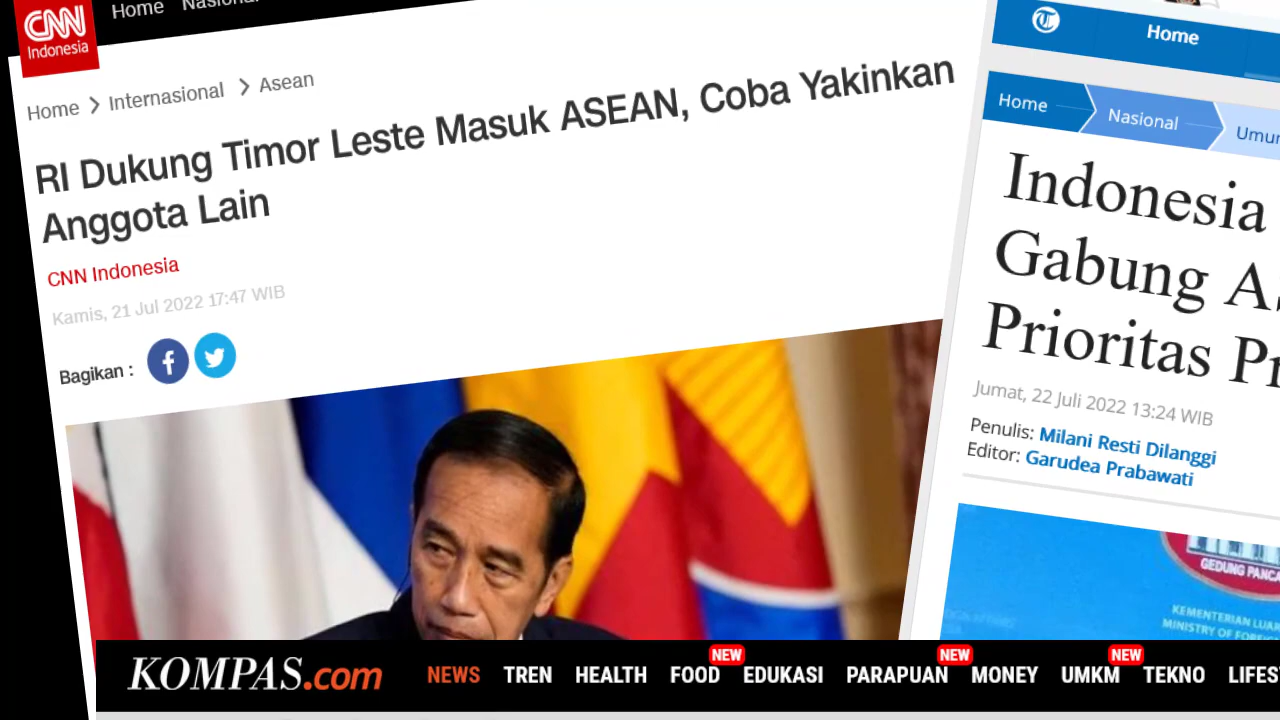 CNN
Indonesia
Home
Home Internasional Asean
RI Dukung Timor Leste Masuk ASEAN, Coba Yakinkan
Anggota Lain
CNN Indonesia
Kamis, 21 Jul 2022 17:47 WIB
Bagikan :
Home
Home Nasional
Indonesia
Gabung
Prioritas
Jumat, 22 Juli 2022 13:24 WIB
Penulis: Milani Resti Dilanggi
Editor: Garudea Prabawati
GEDUNG
KEMENTERIAN
MINISTRY OF
KOMPAS.com
NEWS TREN HEALTH FOOD NEW EDUKASI PARAPUAN NEW MONEY UMKM NEW TEKNO